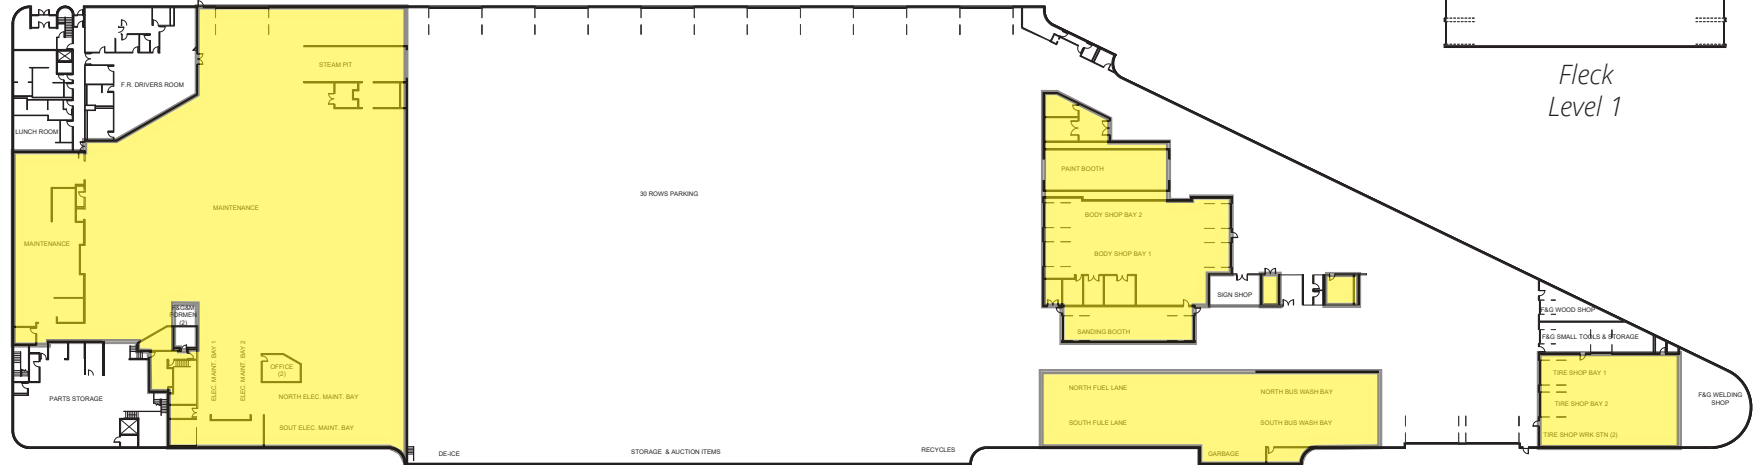 Fleck
Level 1
STEAM PIT
F.R. DRIVERS ROOM
LUNCH ROOM
PAINT BOOTH
30 ROWS PARKING
MAINTENANCE
BODY SHOP BAY 2
MAINTENANCE
BODY SHOP BAY 1
SIGN SHOP
FORMEN
(2)
F&G WOOD SHOP
SANDING BOOTH
F&G SMALL TOOLS & STORAGE
ELEC. MAINT. BAY 1
ELEC. MAINT. BAY 2
OFFICE
(2)
TIRE SHOP BAY 1
NORTH FUEL LANE
NORTH BUS WASH BAY
PARTS STORAGE
NORTH ELEC. MAINT. BAY
F&G WELDING
SHOP
TIRE SHOP BAY 2
SOUTH FULE LANE
SOUTH BUS WASH BAY
SOUT ELEC. MAINT. BAY
TIRE SHOP WRK STN (2)
DE-ICE
STORAGE & AUCTION ITEMS
RECYCLES
GARBAGE